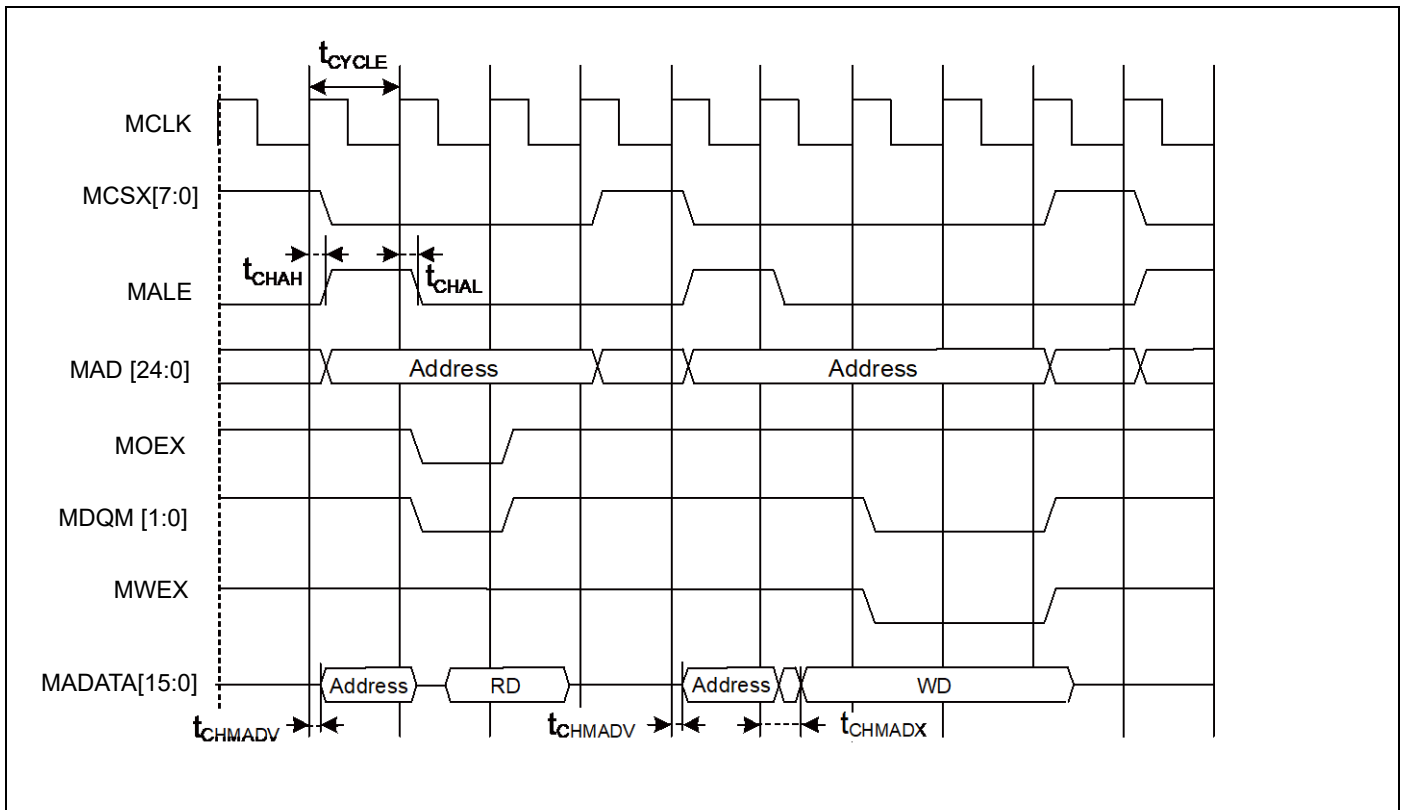 tCYCLE
MCLK
MCSX[7:0]
tCHAH
tCHAL
MALE
MAD [24:0]
Address
Address
MOEX
MDQM [1:0]
MWEX
MADATA[15:0]
Address
RD
Address
WD
tCHMADV
tCHMADV
tCHMADX